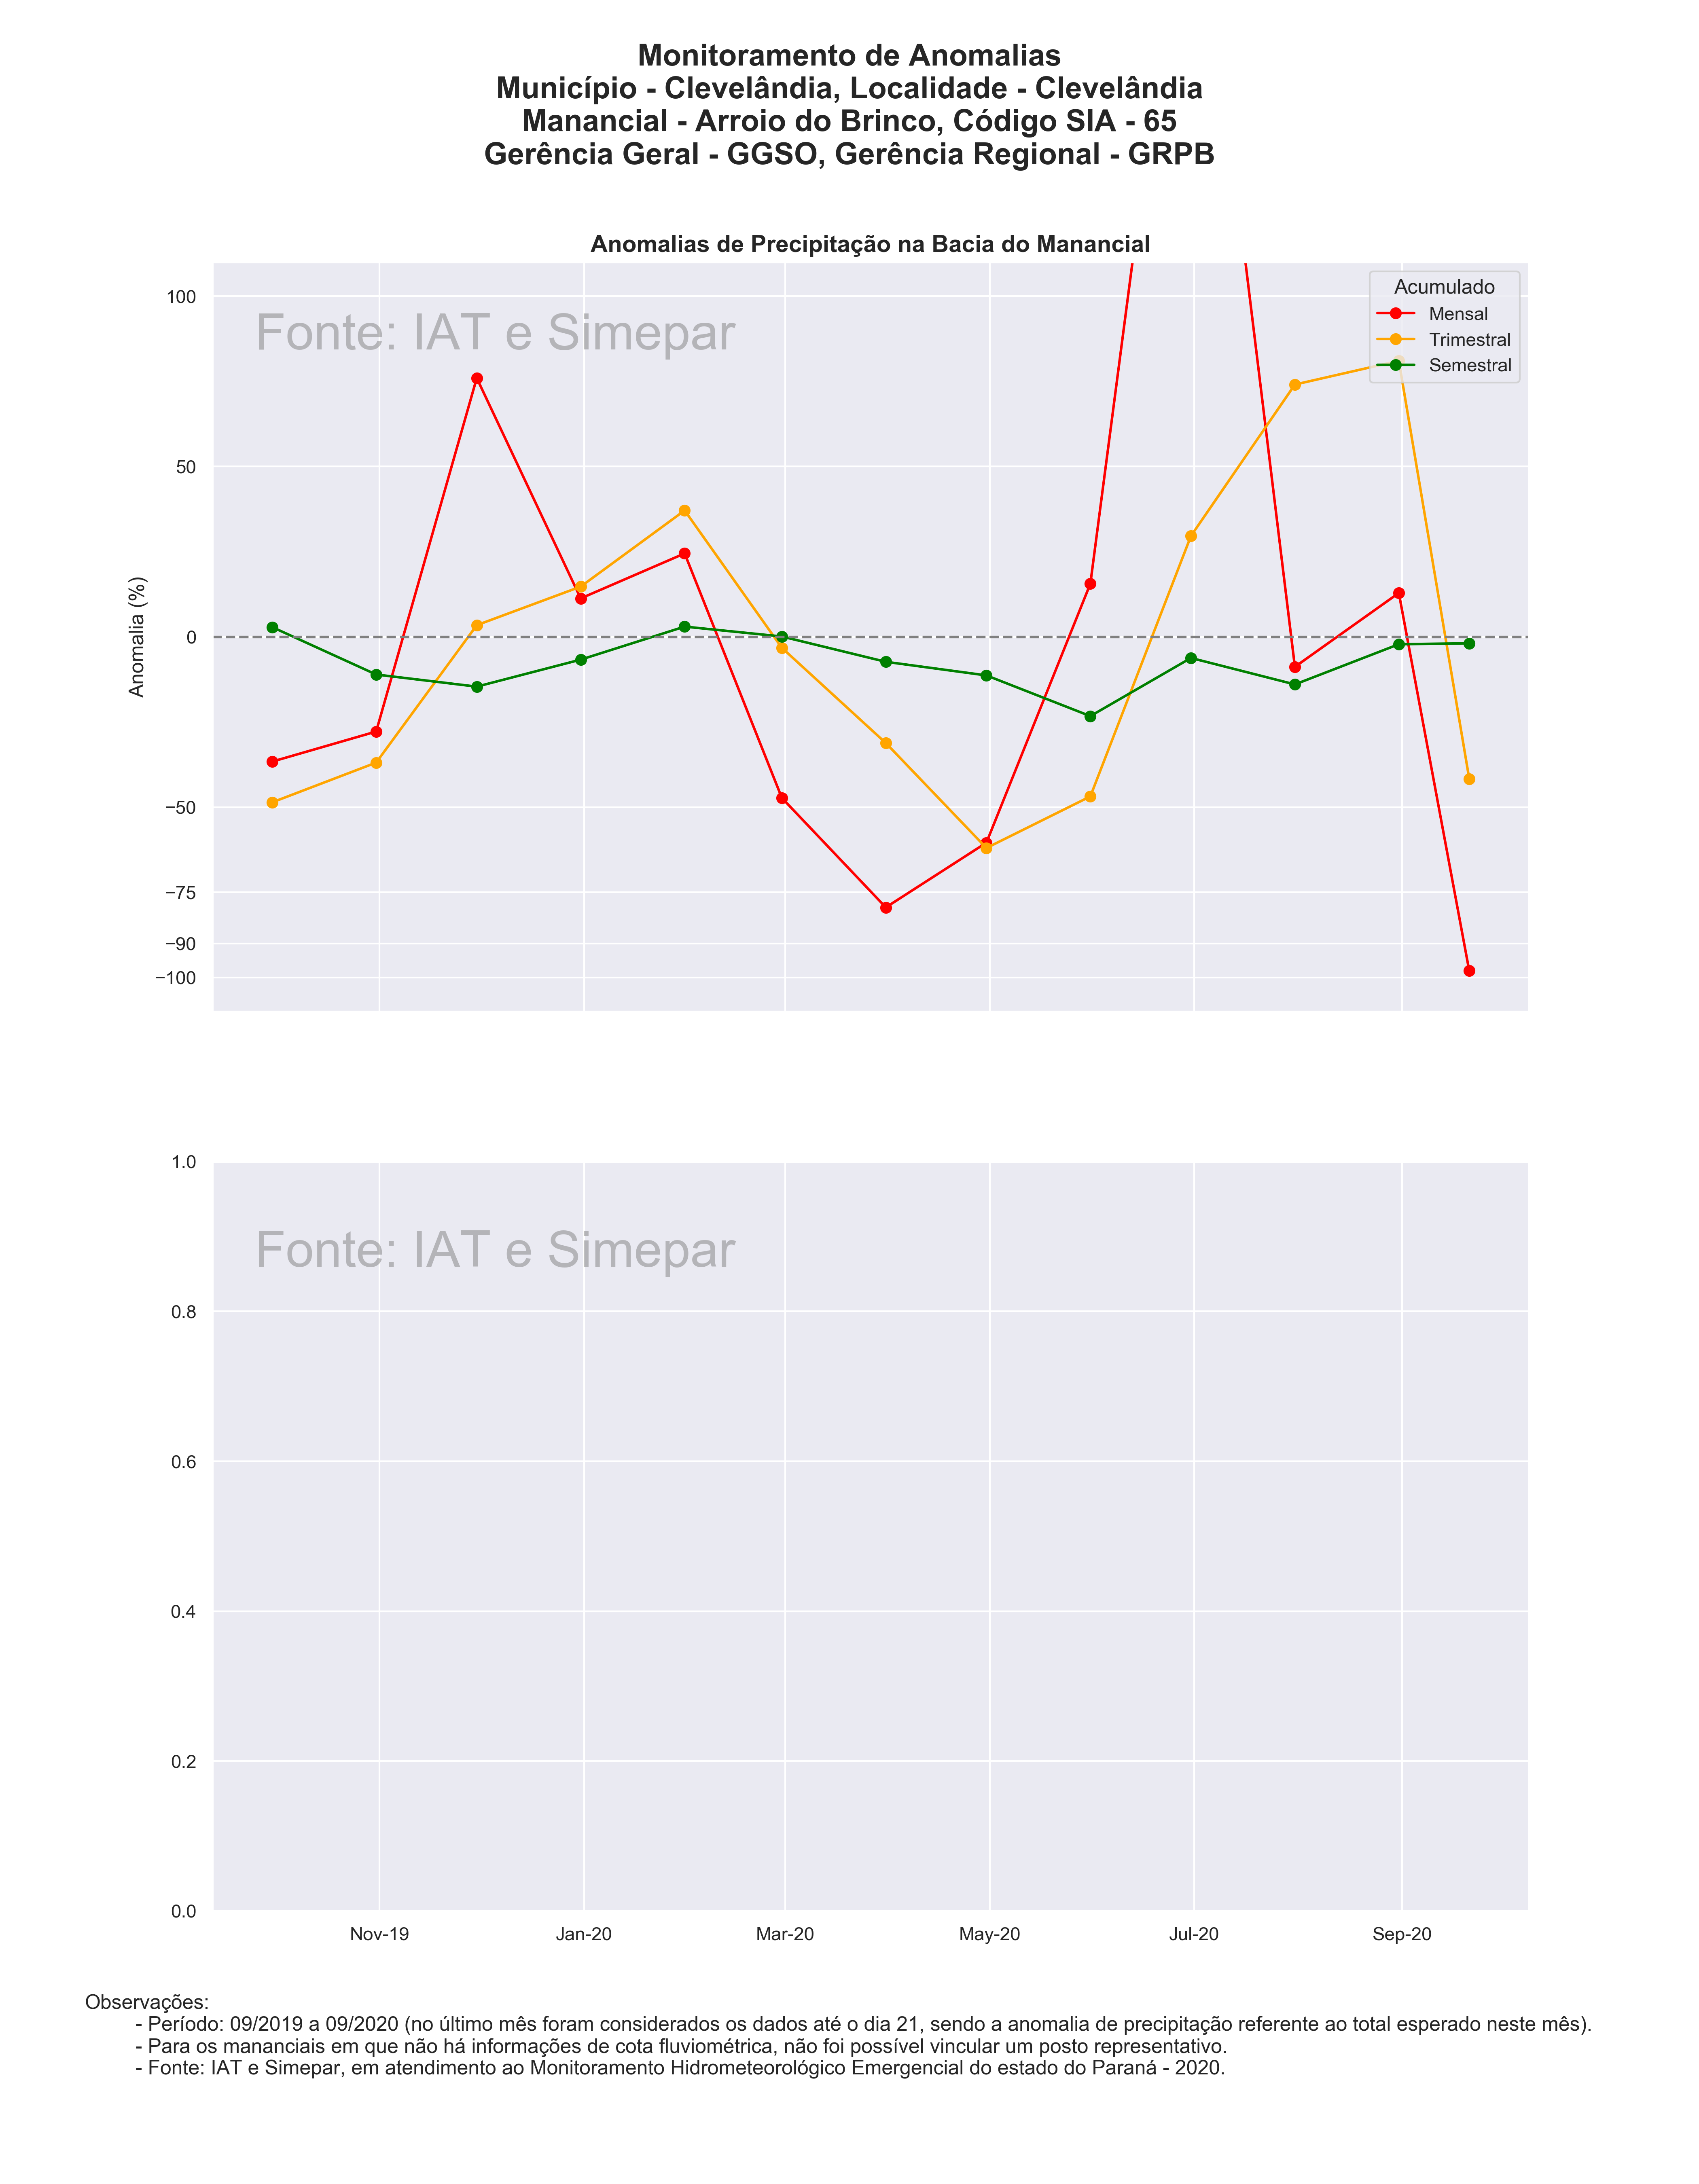 Monitoramento de Anomalias
Município - Clevelândia, Localidade - Clevelândia
Manancial - Arroio do Brinco, Código SIA - 65
Gerência Geral - GGSO, Gerência Regional - GRPB
Anomalias de Precipitação na Bacia do Manancial
Fonte: IAT e Simepar
Acumulado
Mensal
Trimestral
Semestral
Anomalia (%)
100
50
0
−50
−75
−90
−100
Fonte: IAT e Simepar
1.0
0.8
0.6
0.4
0.2
0.0
Nov-19 Jan-20 Mar-20 May-20 Jul-20 Sep-20
Observações:
- Período: 09/2019 a 09/2020 (no último mês foram considerados os dados até o dia 21, sendo a anomalia de precipitação referente ao total esperado neste mês).
- Para os mananciais em que não há informações de cota fluviométrica, não foi possível vincular um posto representativo.
- Fonte: IAT e Simepar, em atendimento ao Monitoramento Hidrometeorológico Emergencial do estado do Paraná - 2020.